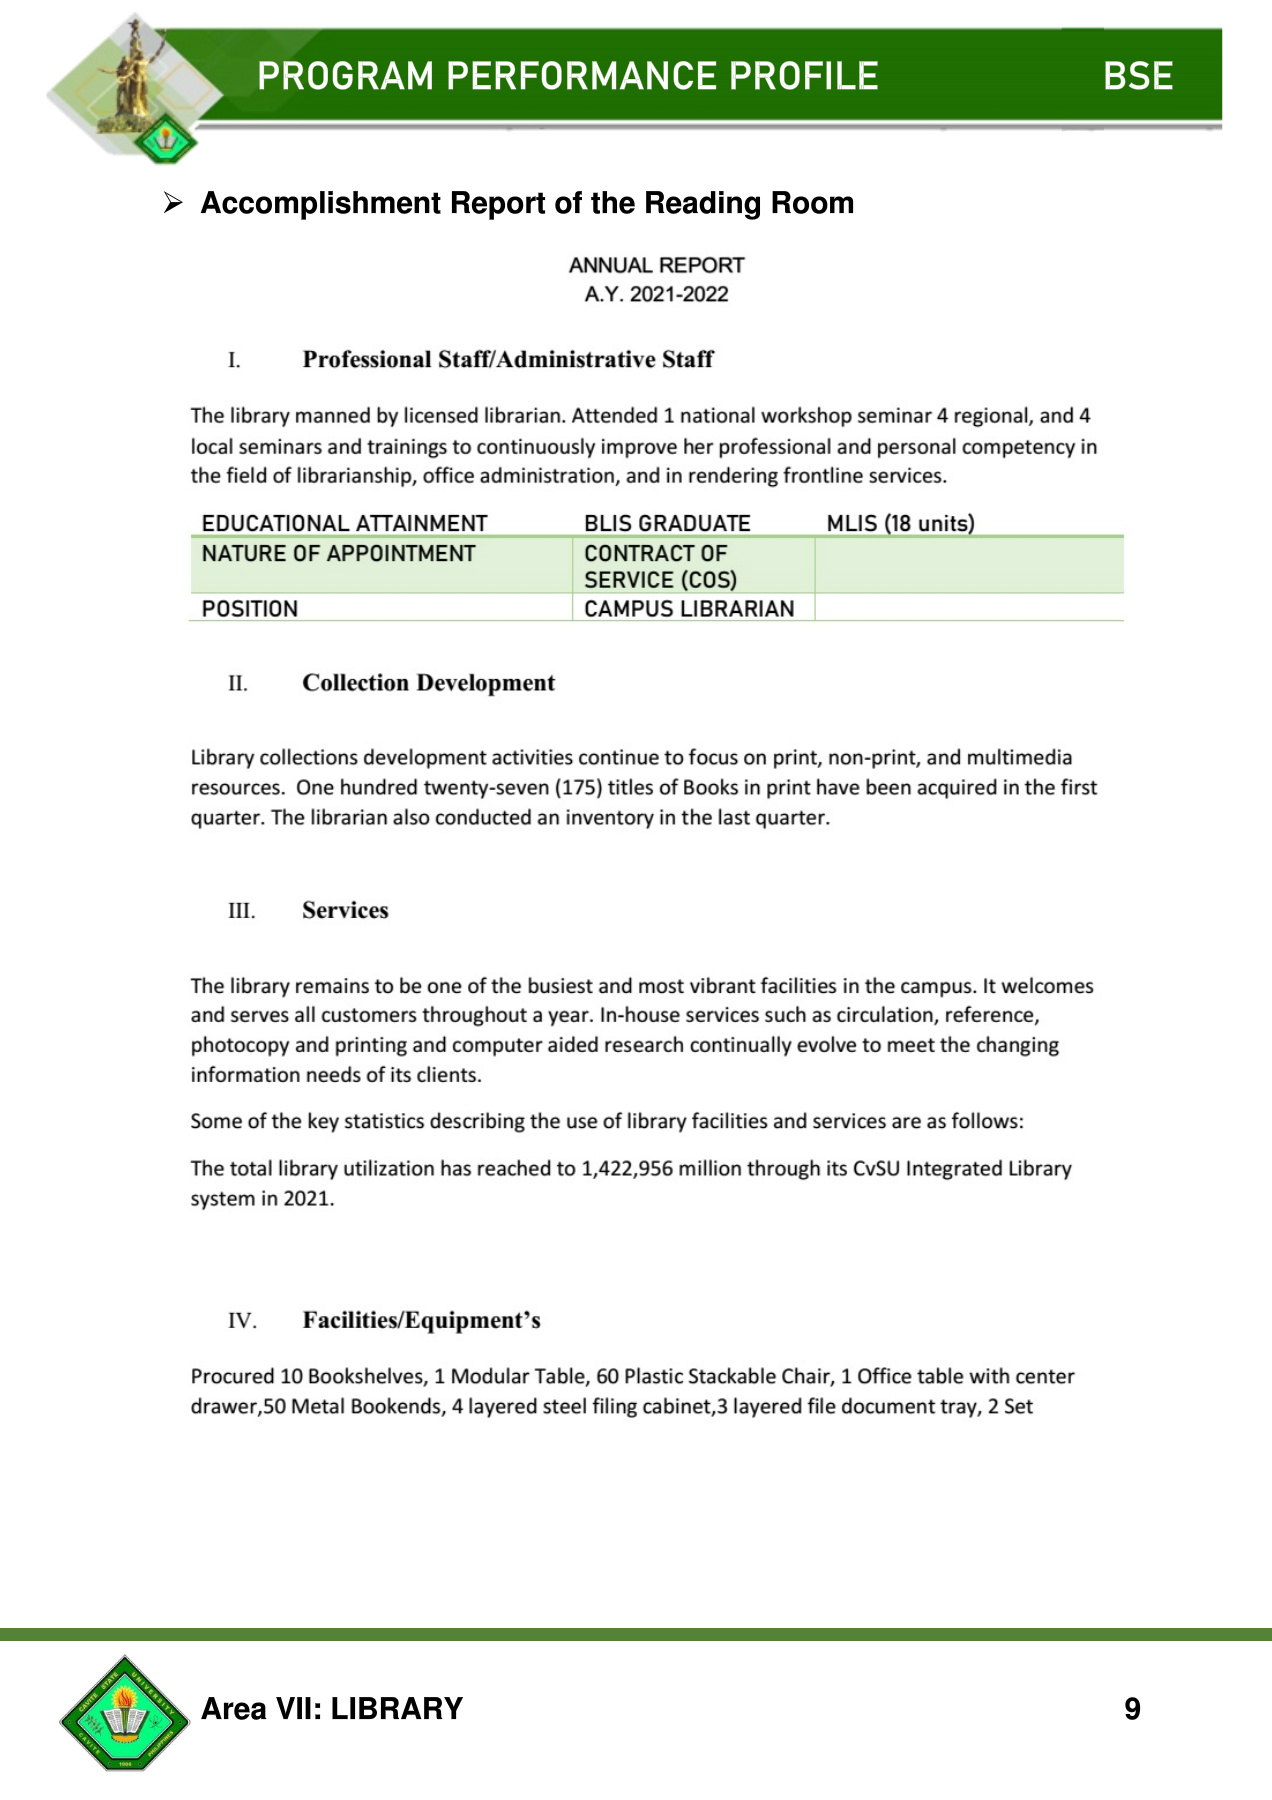 PROGRAM PERFORMANCE PROFILE BSE
➢ Accomplishment Report of the Reading Room
ANNUAL REPORT
A.Y. 2021-2022
I. Professional Staff/Administrative Staff
The library manned by licensed librarian. Attended 1 national workshop seminar 4 regional, and 4
local seminars and trainings to continuously improve her professional and personal competency in
the field of librarianship, office administration, and in rendering frontline services.
EDUCATIONAL ATTAINMENT BLIS GRADUATE MLIS (18 units)
NATURE OF APPOINTMENT CONTRACT OF
SERVICE (COS)
POSITION CAMPUS LIBRARIAN
II. Collection Development
Library collections development activities continue to focus on print, non-print, and multimedia
resources. One hundred twenty-seven (175) titles of Books in print have been acquired in the first
quarter. The librarian also conducted an inventory in the last quarter.
III. Services
The library remains to be one of the busiest and most vibrant facilities in the campus. It welcomes
and serves all customers throughout a year. In-house services such as circulation, reference,
photocopy and printing and computer aided research continually evolve to meet the changing
information needs of its clients.
Some of the key statistics describing the use of library facilities and services are as follows:
The total library utilization has reached to 1,422,956 million through its CvSU Integrated Library
system in 2021.
IV. Facilities/Equipment’s
Procured 10 Bookshelves, 1 Modular Table, 60 Plastic Stackable Chair, 1 Office table with center
drawer,50 Metal Bookends, 4 layered steel filing cabinet,3 layered file document tray, 2 Set
CAVITE STATE UNIVERSITY
CAVITE 1906 PHILIPPINES
Area VII: LIBRARY 9